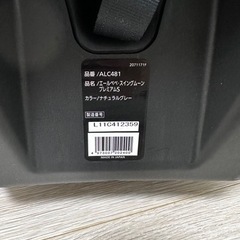 2071171F
品番/ALC481
品名/エールベベ・スイングムーン
プレミアムS
カラー/ナチュラルグレー
製造番号
L11C412359
MADE IN JAPAN